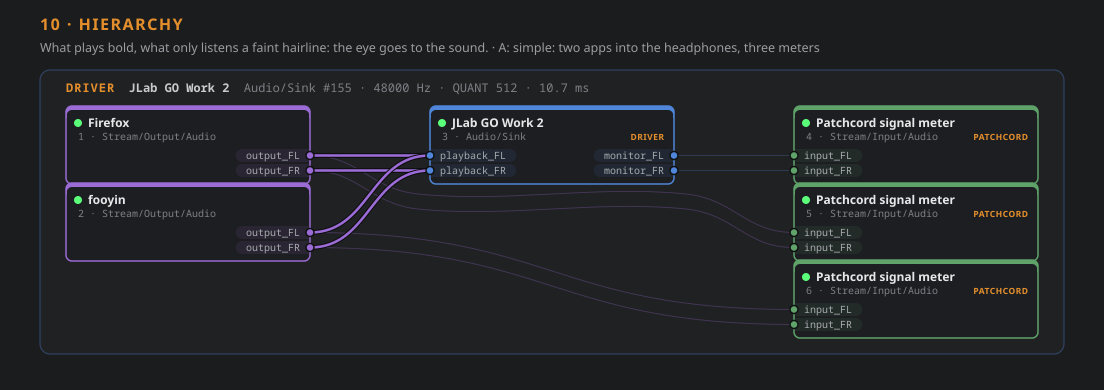 10 · HIERARCHY
What plays bold, what only listens a faint hairline: the eye goes to the sound. · A: simple: two apps into the headphones, three meters
DRIVER JLab GO Work 2 Audio/Sink #155 · 48000 Hz · QUANT 512 · 10.7 ms
Firefox
1 · Stream/Output/Audio
output_FL
output_FR
fooyin
2 · Stream/Output/Audio
output_FL
output_FR
JLab GO Work 2
3 · Audio/Sink DRIVER
playback_FL monitor_FL
playback_FR monitor_FR
Patchcord signal meter
4 · Stream/Input/Audio PATCHCORD
input_FL
input_FR
Patchcord signal meter
5 · Stream/Input/Audio PATCHCORD
input_FL
input_FR
Patchcord signal meter
6 · Stream/Input/Audio PATCHCORD
input_FL
input_FR